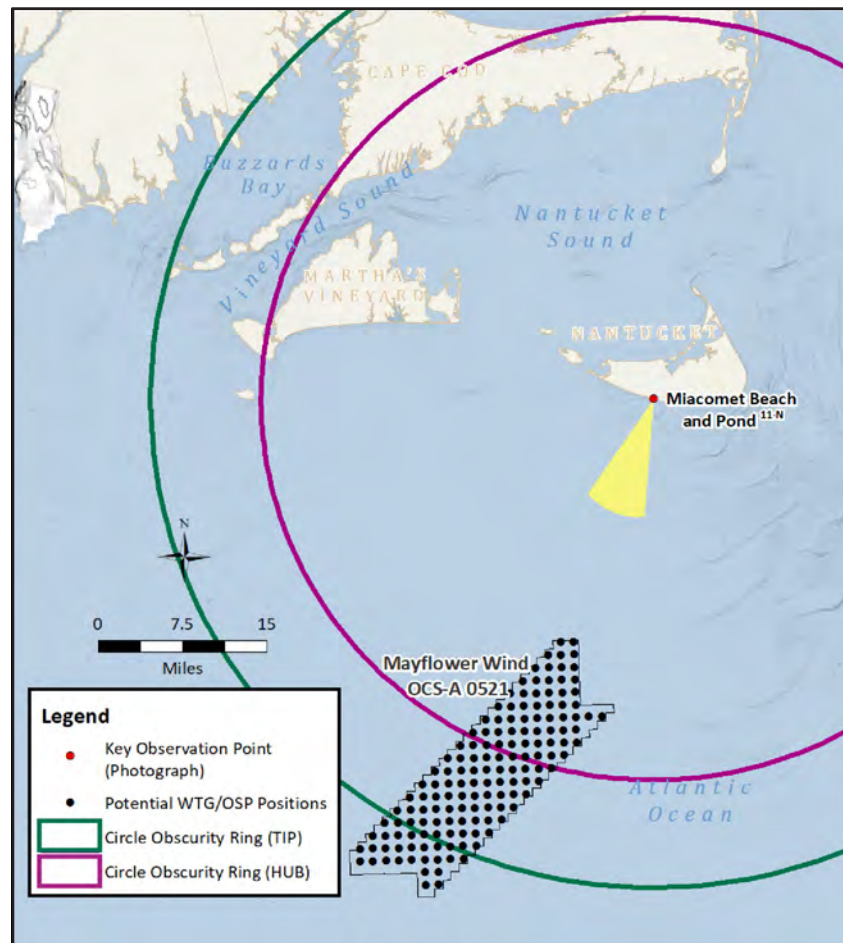 CAPE COD
Buzzards
Bay
Vineyard Sound
Nantucket
Sound
MARTHA'S
VINEYARD
NANTUCKET
Miacomet Beach
and Pond 11-N
N
0 7.5 15
Miles
Mayflower Wind
OCS-A 0521
Atlantic
Ocean
Legend
Key Observation Point
(Photograph)
Potential WTG/OSP Positions
Circle Obscurity Ring (TIP)
Circle Obscurity Ring (HUB)